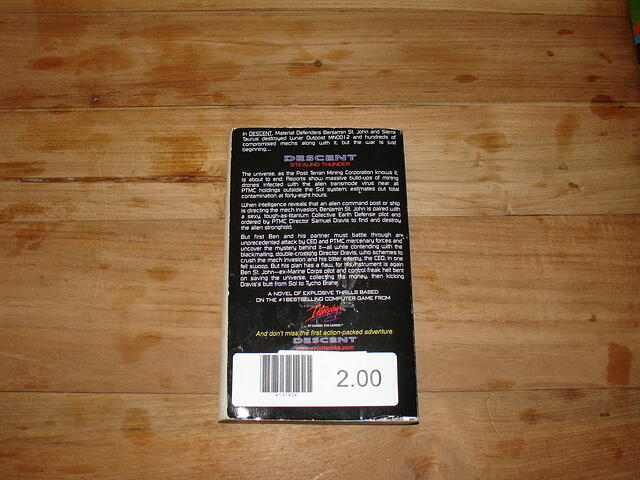 In DESCENT, Material Defenders Benjamin St. John and Sierra
Taurus destroyed Lunar Outpost MN0012 and hundreds of
compromised mechs along with it, but the war is just
beginning...
DESCENT
STEALING THUNDER
The universe, as the Post Terran Mining Corporation knows it,
is about to end. Reports show massive build-ups of mining
drones infected with the alien transmode virus near all
PTMC holdings outside the Sol system; estimates put total
contamination at forty-eight hours.
When intelligence reveals that an alien command post or ship
is directing the mech invasion, Benjamin St. John is paired with
a sexy, tough-as-titanium Collective Earth Defense pilot and
ordered by PTMC Director Samuel Davis to find and destroy
the alien stronghold.
But first Ben and his partner must battle through an
unprecedented attack by CED and PTMC mercenary forces and
uncover the mystery behind it—all while contending with the
blackmailing, double-crossing Director Davis, who schemes to
crush the mech invasion and his bitter enemy, the CED, in one
fell swoop. But his plan has a flaw, for his instrument is again
Ben St. John—ex-Marine Corps pilot and control freak hell bent
on saving the universe, collecting his money, then kicking
Davis's butt from Sol to Tycho Brahe.
A NOVEL OF EXPLOSIVE THRILLS BASED
ON THE #1 BESTSELLING COMPUTER GAME FROM
Interplay
BY GAMERS. FOR GAMERS.
And don't miss the first action-packed adventure
DESCENT
2.00